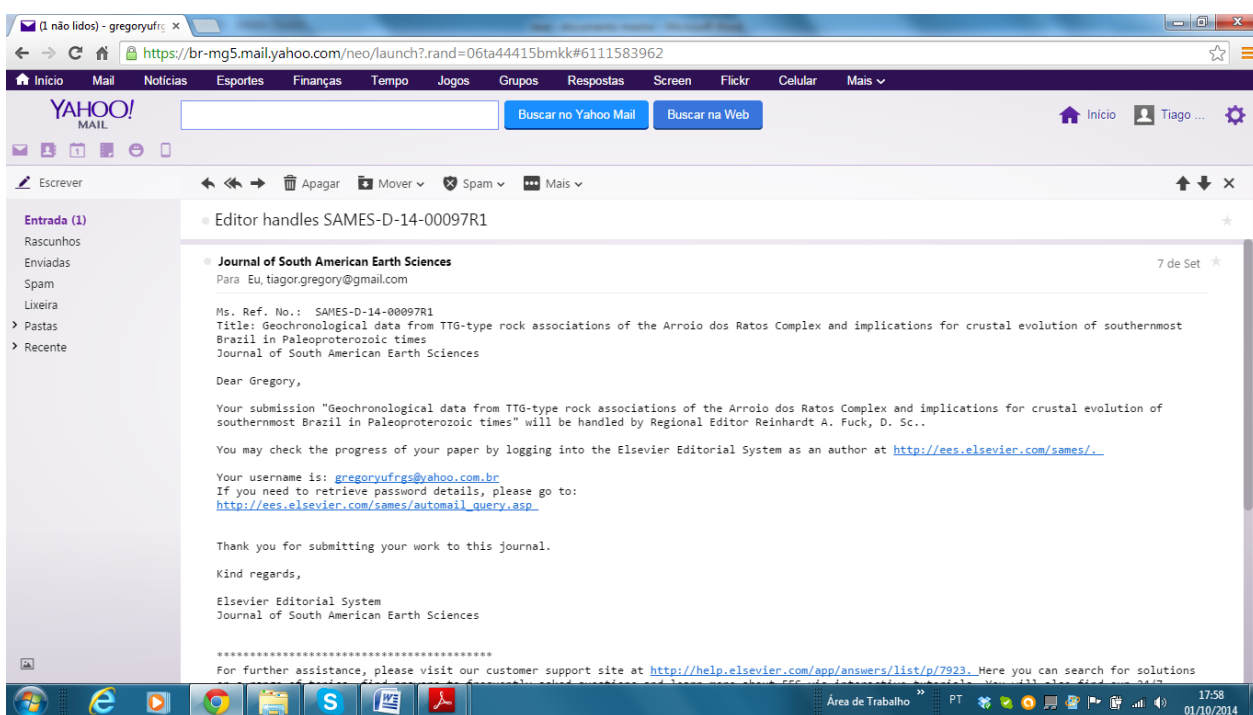 (1 não lidos) - gregoryufrg
https://br-mg5.mail.yahoo.com/neo/launch?.rand=06ta44415bmkk#6111583962
Início Mail Notícias Esportes Finanças Tempo Jogos Grupos Respostas Screen Flickr Celular Mais
YAHOO!
MAIL
Buscar no Yahoo Mail Buscar na Web Início Tiago ...
Escrever Apagar Mover Spam Mais
Entrada (1)
Rascunhos
Enviadas
Spam
Lixeira
Pastas
Recente
Editor handles SAMES-D-14-00097R1
Journal of South American Earth Sciences 7 de Set
Para Eu, tiagor.gregory@gmail.com
Ms. Ref. No.: SAMES-D-14-00097R1
Title: Geochronological data from TTG-type rock associations of the Arroio dos Ratos Complex and implications for crustal evolution of southernmost
Brazil in Paleoproterozoic times
Journal of South American Earth Sciences
Dear Gregory,
Your submission "Geochronological data from TTG-type rock associations of the Arroio dos Ratos Complex and implications for crustal evolution of
southernmost Brazil in Paleoproterozoic times" will be handled by Regional Editor Reinhardt A. Fuck, D. Sc..
You may check the progress of your paper by logging into the Elsevier Editorial System as an author at http://ees.elsevier.com/sames/.
Your username is: gregoryufrgs@yahoo.com.br
If you need to retrieve password details, please go to:
http://ees.elsevier.com/sames/automail_query.asp
Thank you for submitting your work to this journal.
Kind regards,
Elsevier Editorial System
Journal of South American Earth Sciences
******************************************
For further assistance, please visit our customer support site at http://help.elsevier.com/app/answers/list/p/7923. Here you can search for solutions
Área de Trabalho PT 17:58
01/10/2014